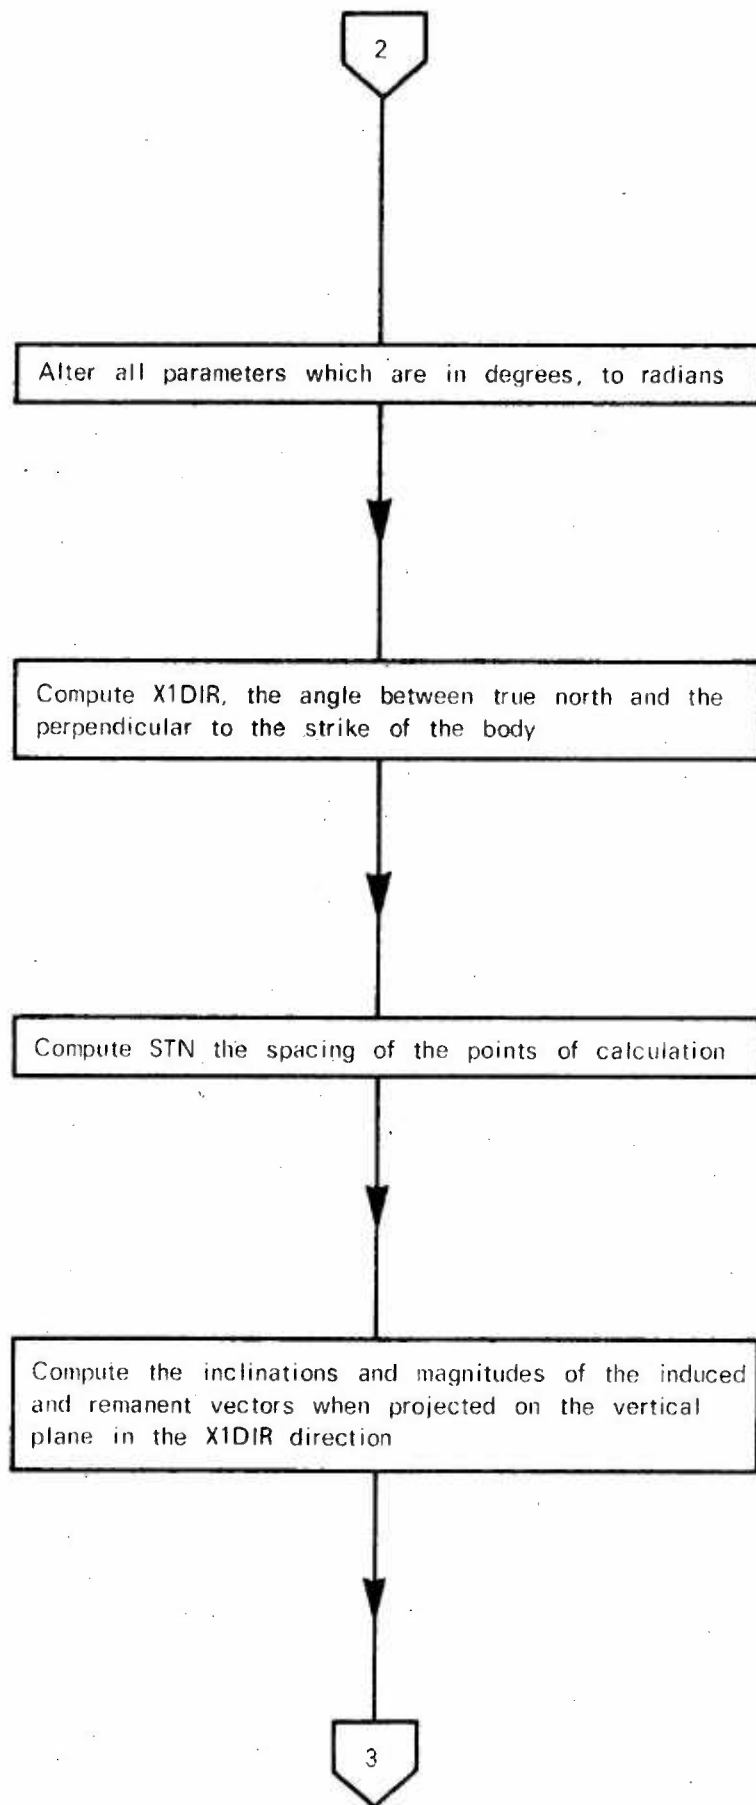 2
Alter all parameters which are in degrees, to radians
Compute X1DIR, the angle between true north and the
perpendicular to the strike of the body
Compute STN the spacing of the points of calculation
Compute the inclinations and magnitudes of the induced
and remanent vectors when projected on the vertical
plane in the X1DIR direction
3